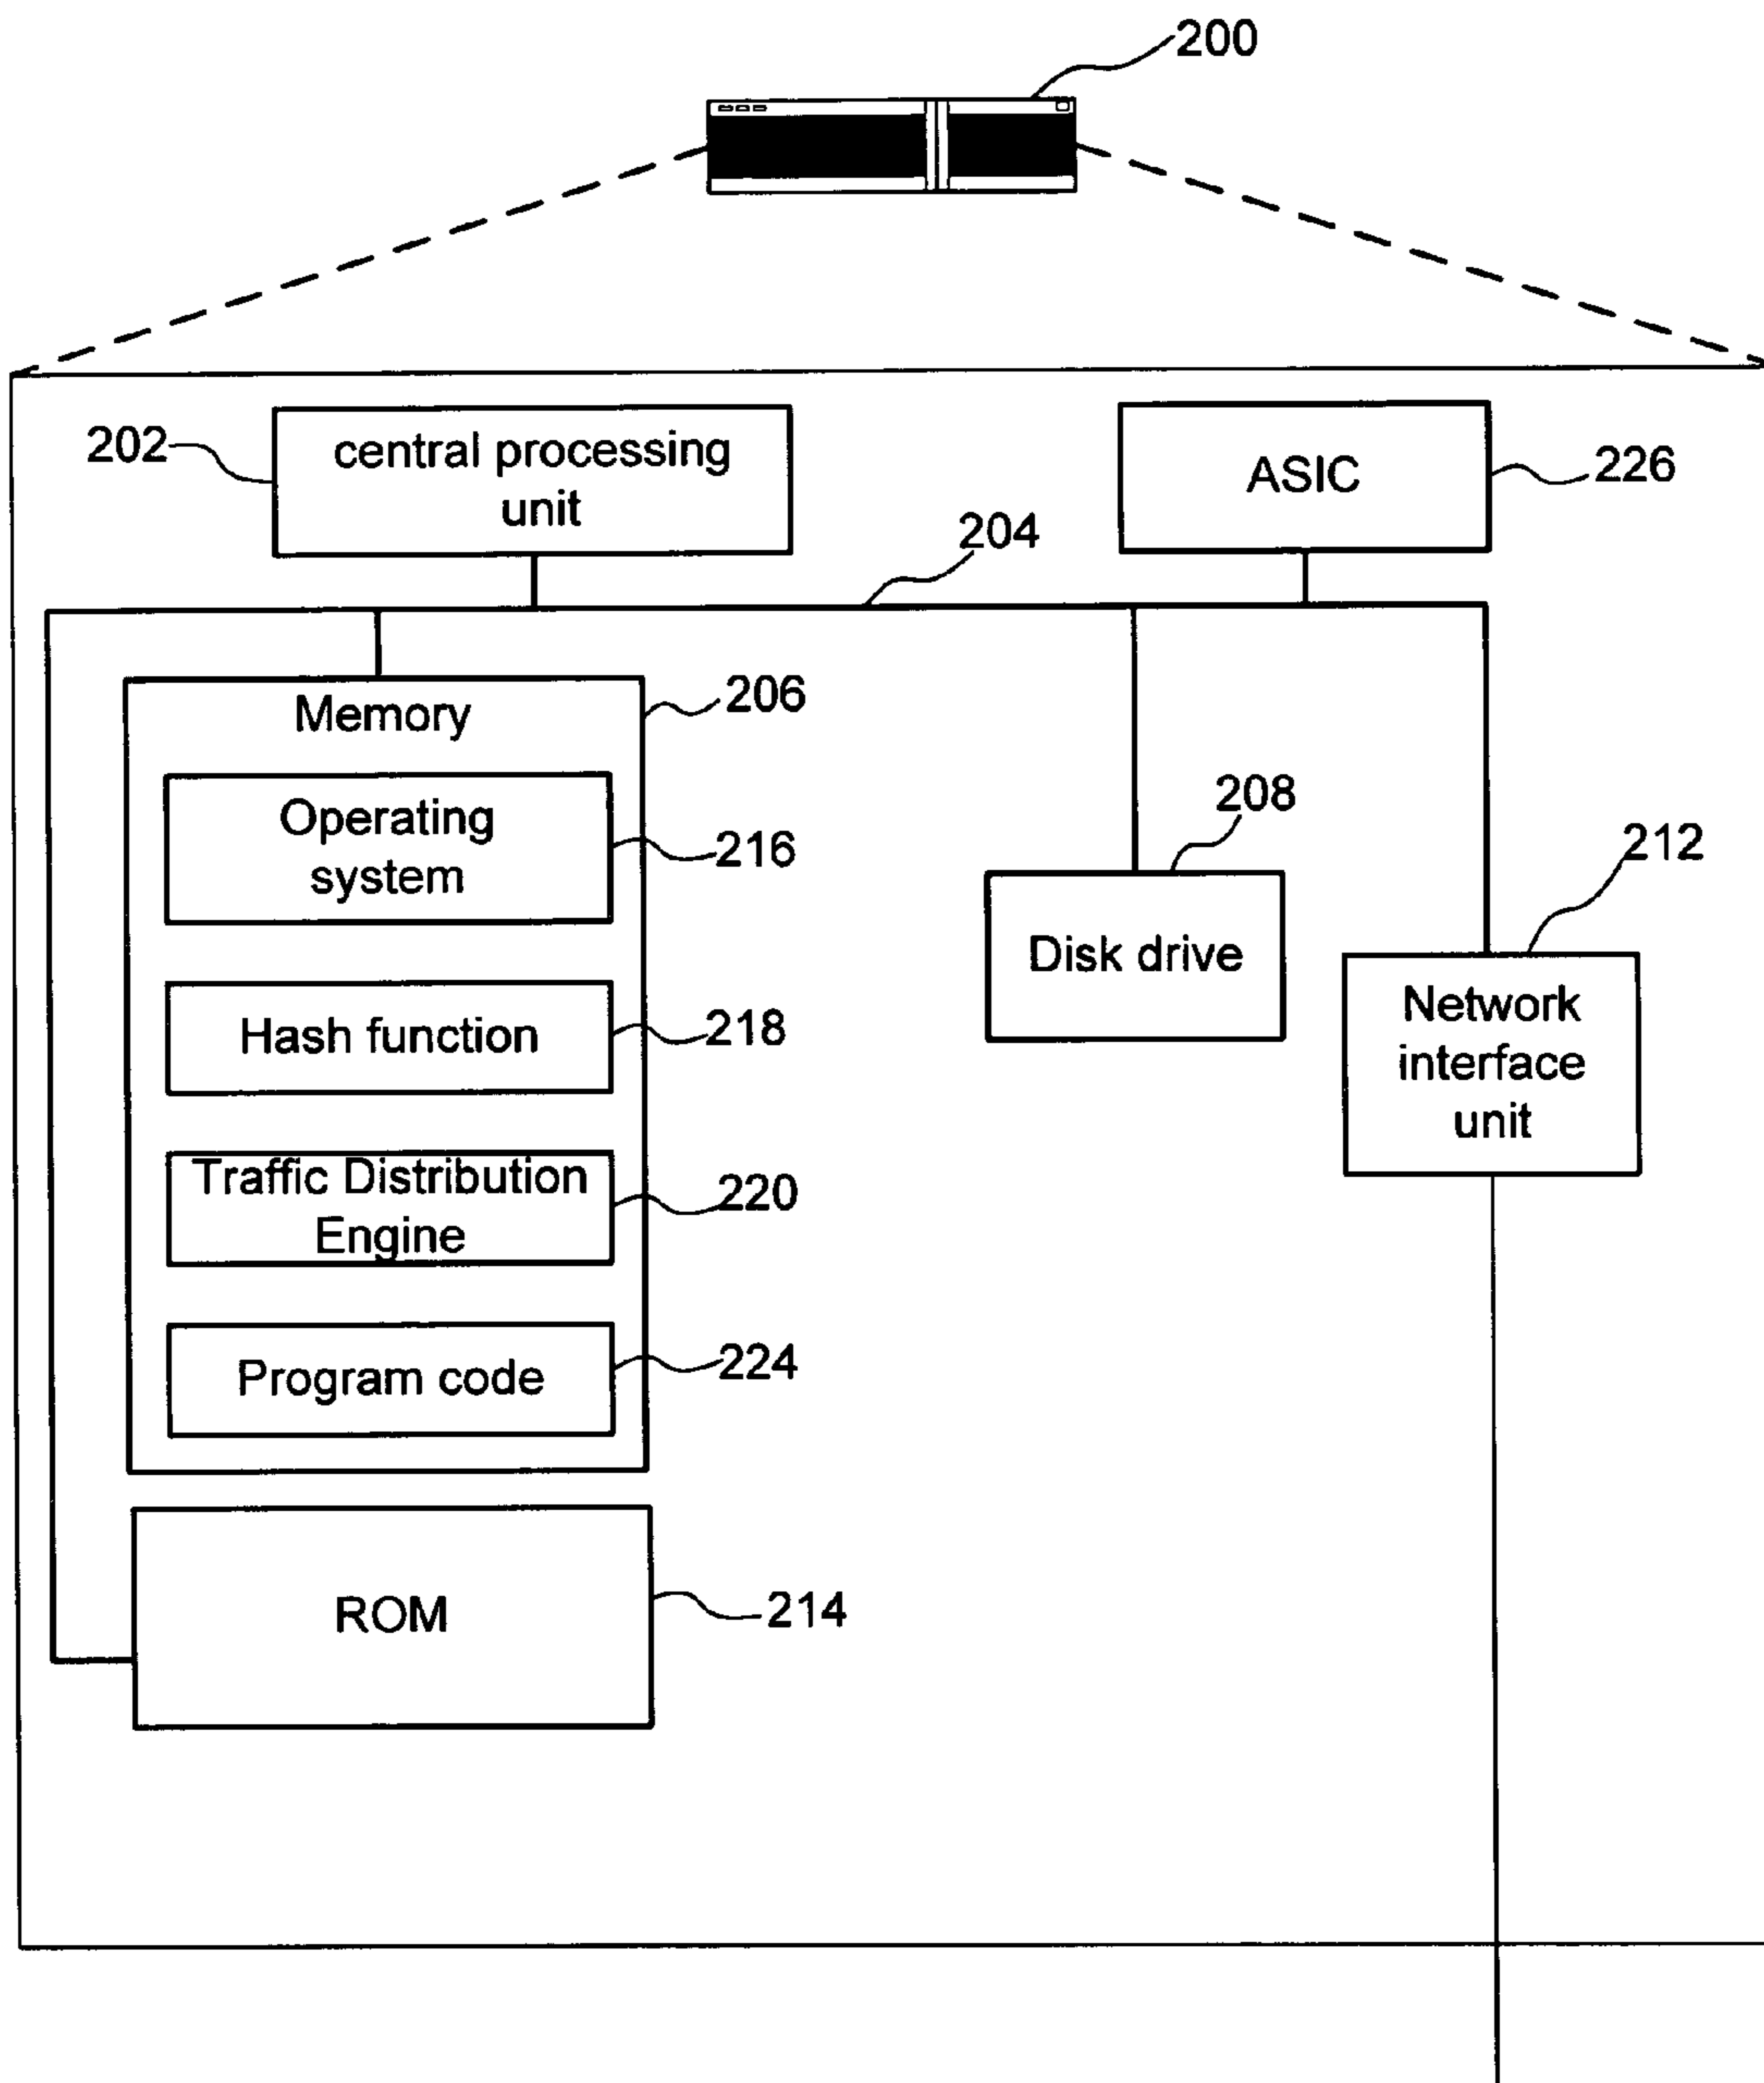 200
202
central processing
unit
ASIC
226
204
Memory
206
Operating
system
216
208
212
Disk drive
Network
interface
unit
Hash function
218
Traffic Distribution
Engine
220
Program code
224
ROM
214